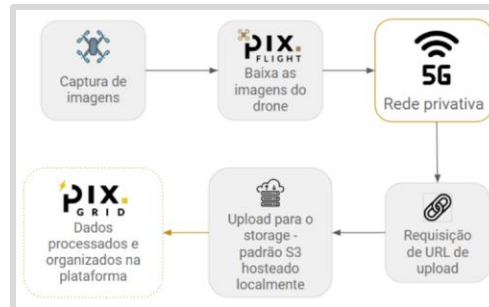 Captura de
imagens
PIX.
FLIGHT
Baixa as
imagens do
drone
5G
Rede privativa
Requisição
de URL de
upload
Upload para o
storage -
padrão S3
hosteado
localmente
PIX.
GRID
Dados
processados e
organizados na
plataforma